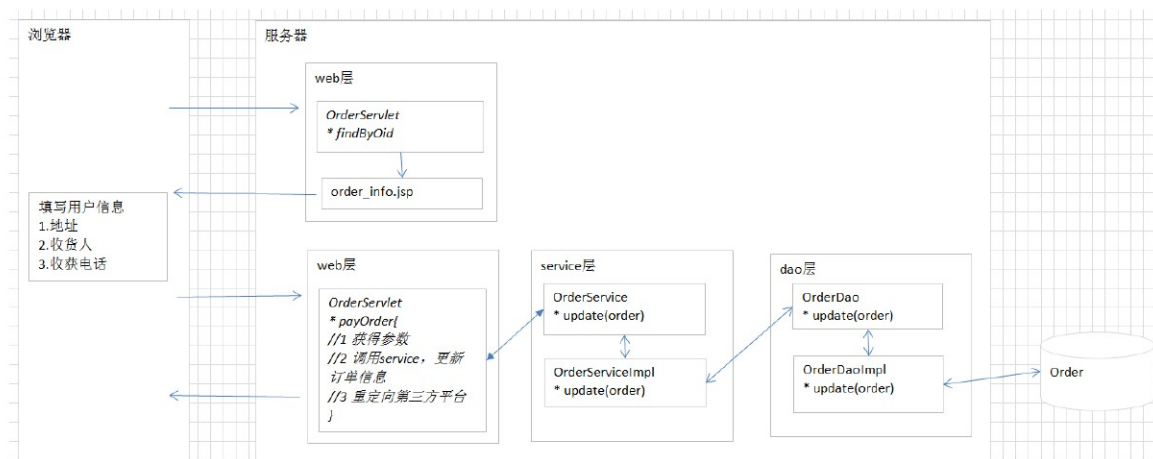 浏览器
服务器
web层
OrderServlet
* findByOid
order_info.jsp
填写用户信息
1.地址
2.收货人
3.收获电话
web层
OrderServlet
* payOrder{
//1 获得参数
//2 调用service，更新
订单信息
//3 重定向第三方平台
}
service层
OrderService
* update(order)
OrderServiceImpl
* update(order)
dao层
OrderDao
* update(order)
OrderDaoImpl
* update(order)
Order